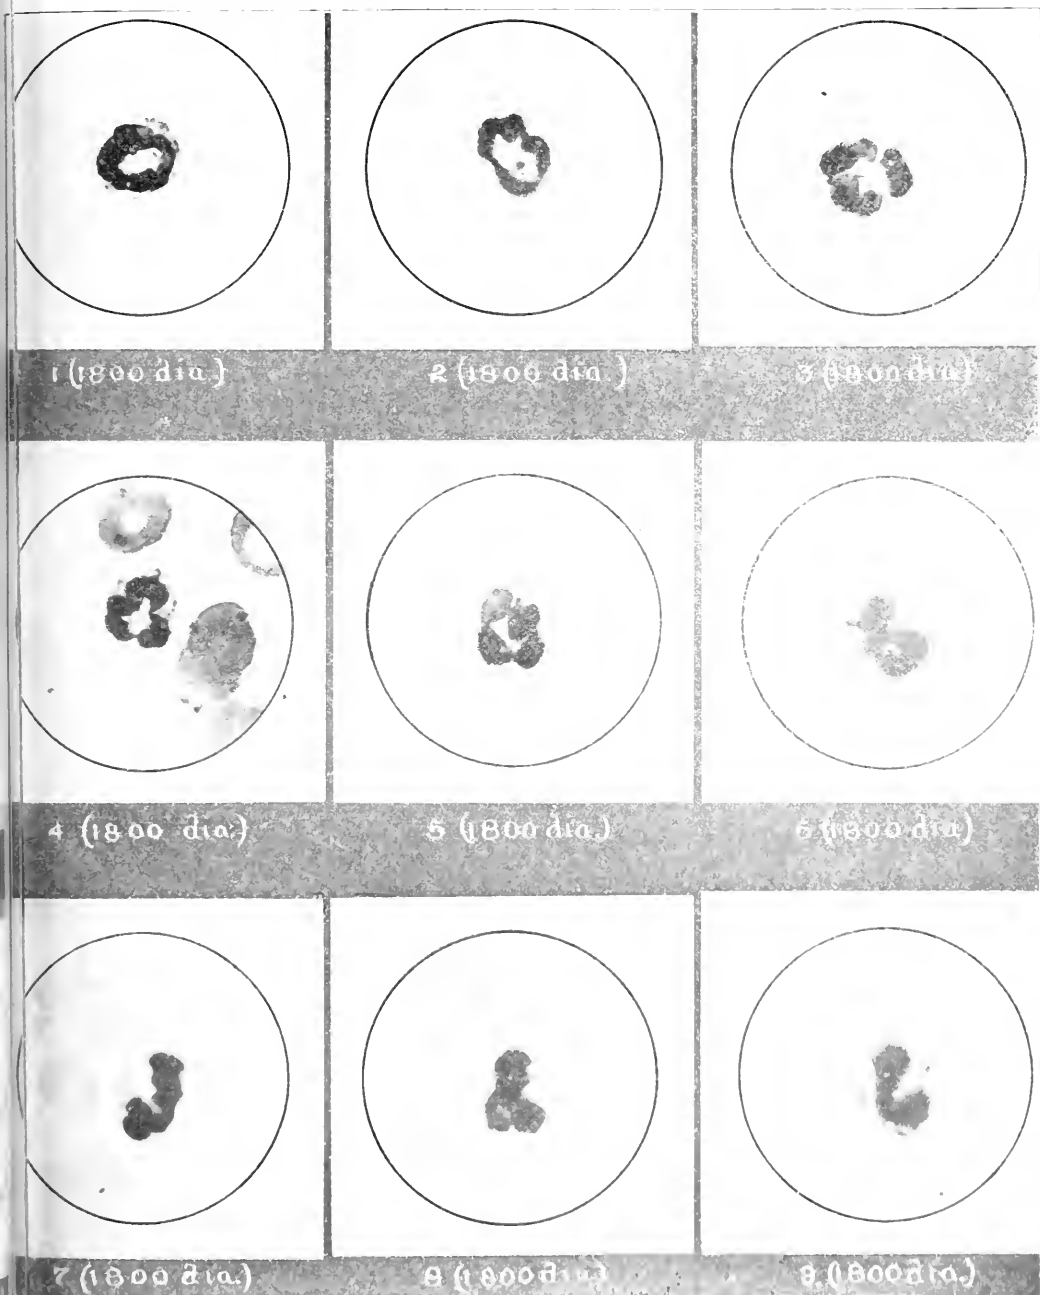 1 (1800 dia.)
2 (1800 dia.)
3 (1800 dia)
4 (1800 dia.)
5 (1800 dia.)
6 (1800 dia)
7 (1800 dia.)
8 (1800 dia)
9 (1800 dia.)